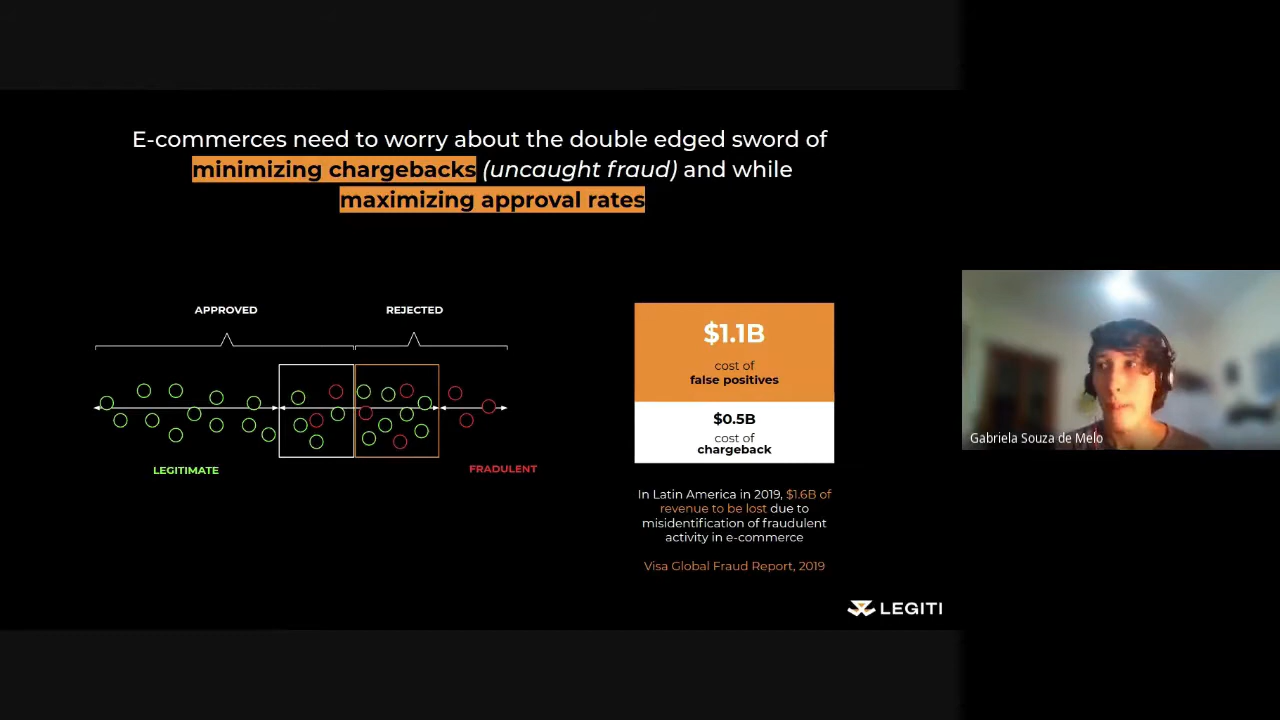 E-commerces need to worry about the double edged sword of
minimizing chargebacks (uncaught fraud) and while
maximizing approval rates
APPROVED
REJECTED
LEGITIMATE
FRADULENT
$1.1B
cost of
false positives
$0.5B
cost of
chargeback
In Latin America in 2019, $1.6B of
revenue to be lost due to
misidentification of fraudulent
activity in e-commerce
Visa Global Fraud Report, 2019
LEGITI
Gabriela Souza de Melo